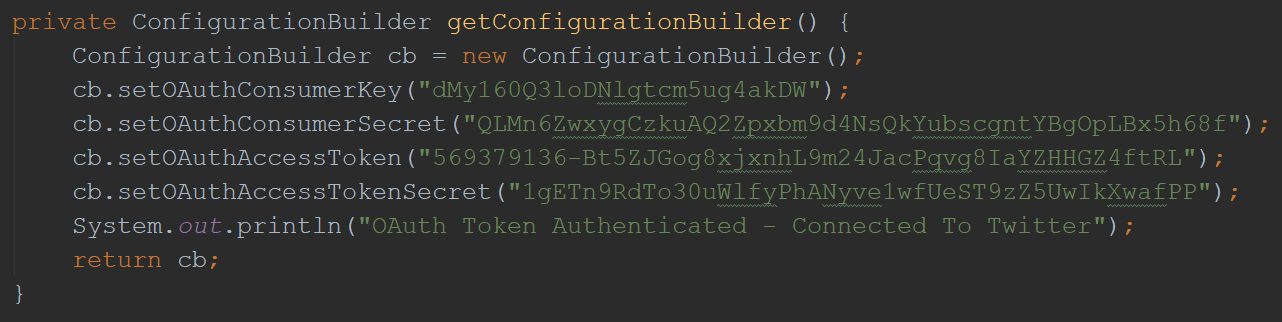 private ConfigurationBuilder getConfigurationBuilder() {
ConfigurationBuilder cb = new ConfigurationBuilder();
cb.setOAuthConsumerKey("dMy160Q3loDNlgtcm5ug4akDW");
cb.setOAuthConsumerSecret("QLMn6ZwxygCzkuAQ2Zpxbm9d4NsQkYubscgntYBgOpLBx5h68f");
cb.setOAuthAccessToken("569379136-Bt5ZJGog8xjxnhL9m24JacPqvg8IaYZHHGZ4ftRL");
cb.setOAuthAccessTokenSecret("1gETn9RdTo30uWlfyPhANyve1wfUeST9zZ5UwIkXwafPP");
System.out.println("OAuth Token Authenticated - Connected To Twitter");
return cb;
}